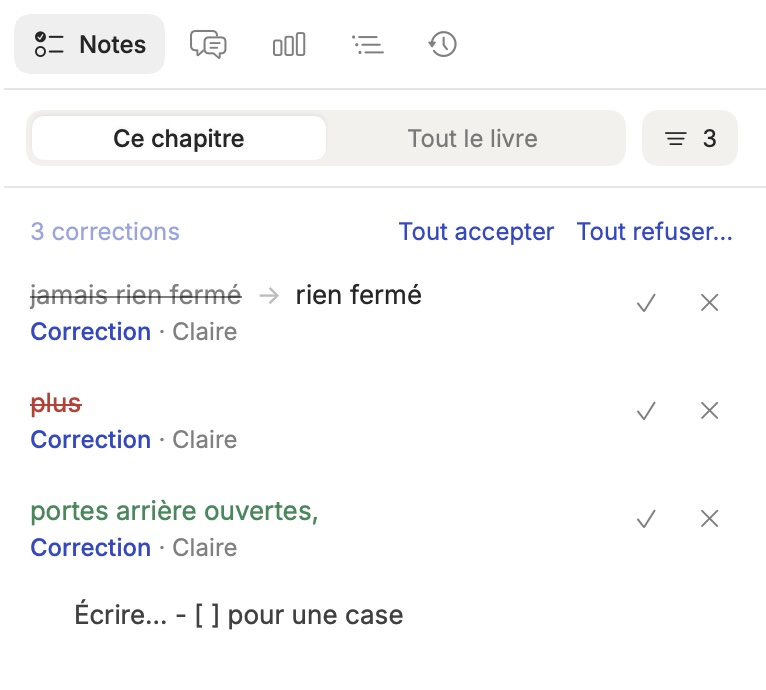 Notes
Ce chapitre
Tout le livre
3
3 corrections
Tout accepter
Tout refuser...
jamais rien fermé → rien fermé
Correction · Claire
plus
Correction · Claire
portes arrière ouvertes,
Correction · Claire
Écrire... - [ ] pour une case